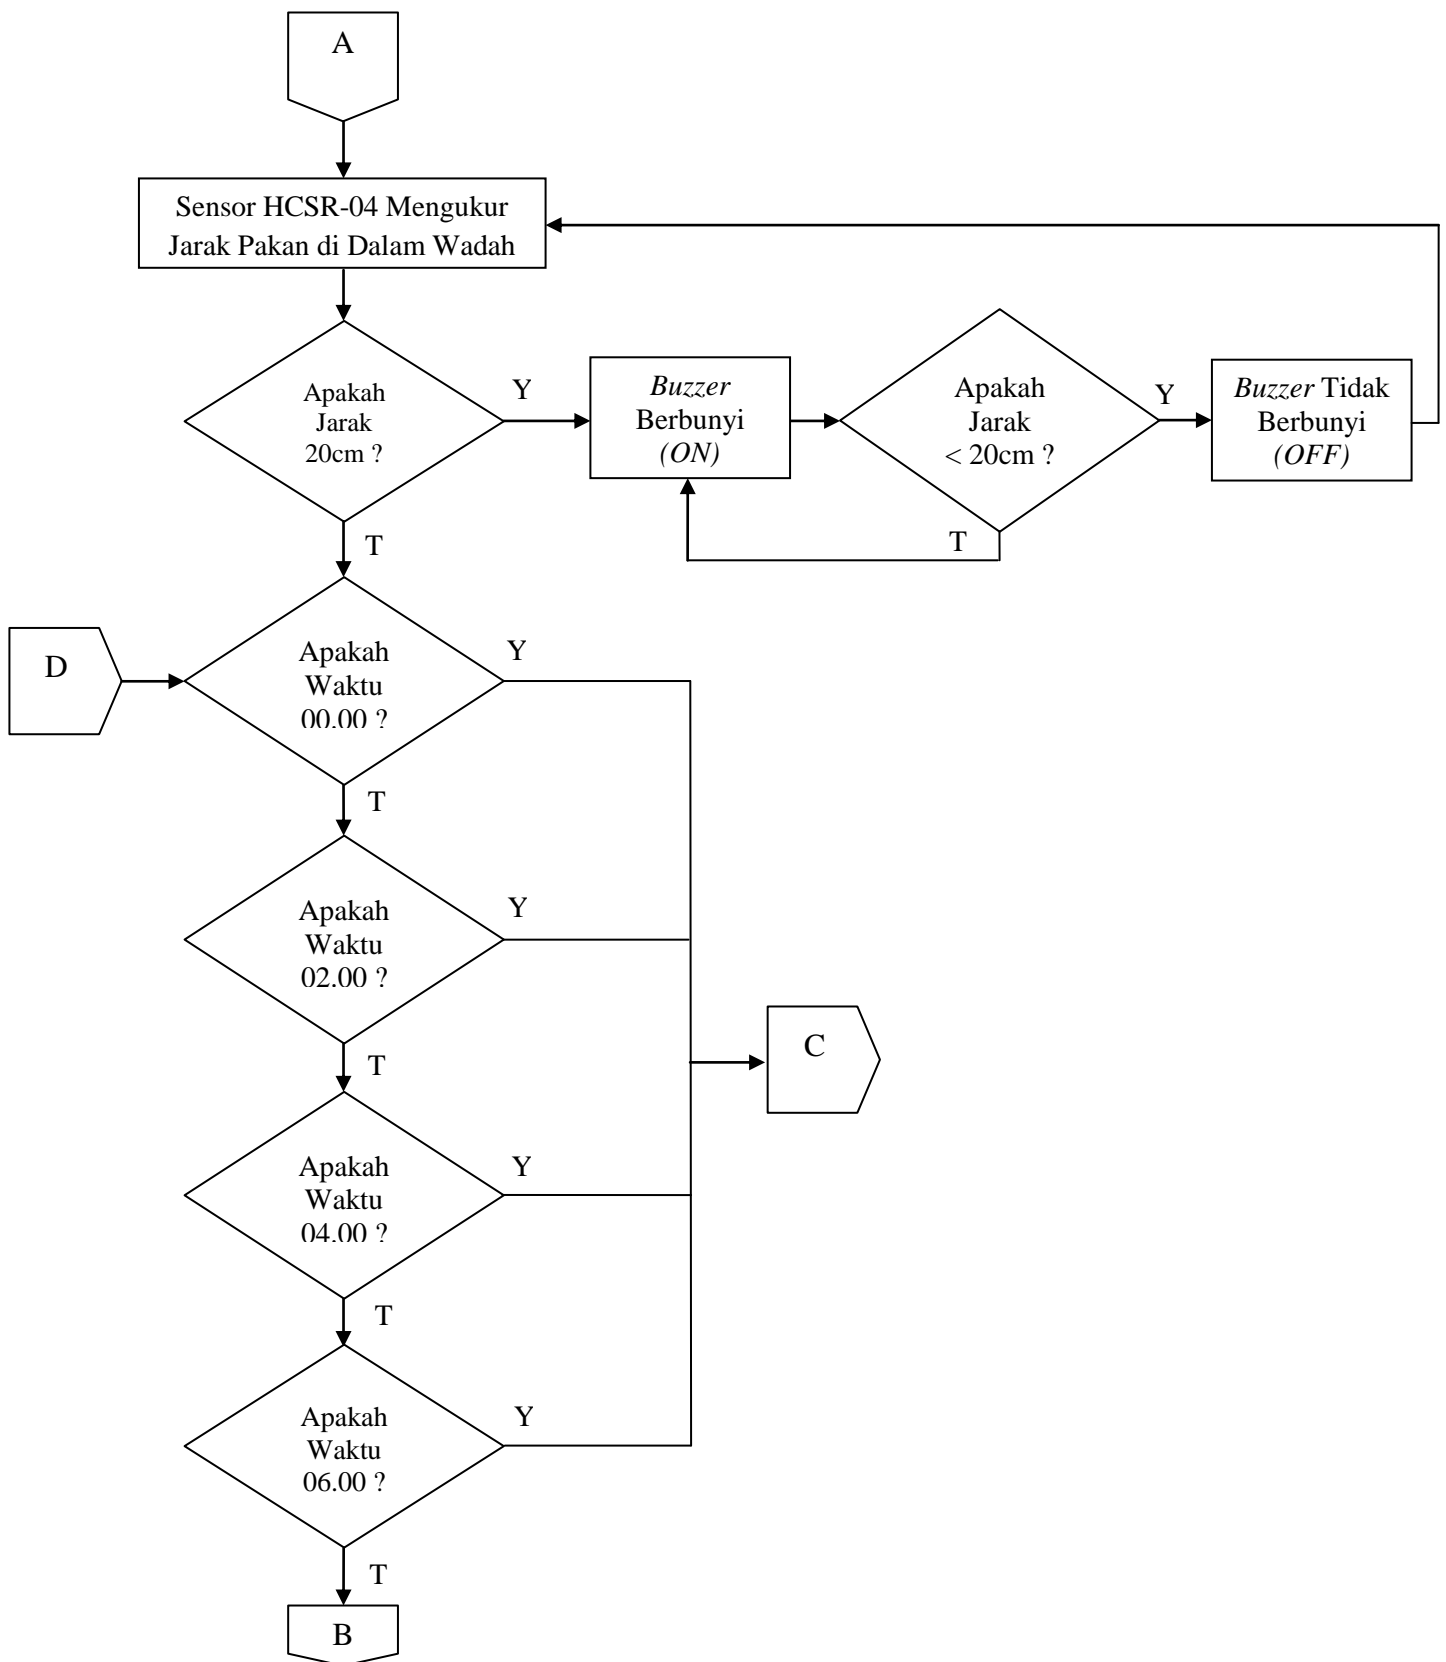 A
Sensor HCSR-04 Mengukur
Jarak Pakan di Dalam Wadah
Apakah
Jarak
20cm ?
Y
Buzzer
Berbunyi
(ON)
Apakah
Jarak
< 20cm ?
Y
Buzzer Tidak
Berbunyi
(OFF)
T
T
D
Apakah
Waktu
00.00 ?
Y
T
Apakah
Waktu
02.00 ?
Y
T
C
Apakah
Waktu
04.00 ?
Y
T
Apakah
Waktu
06.00 ?
Y
T
B